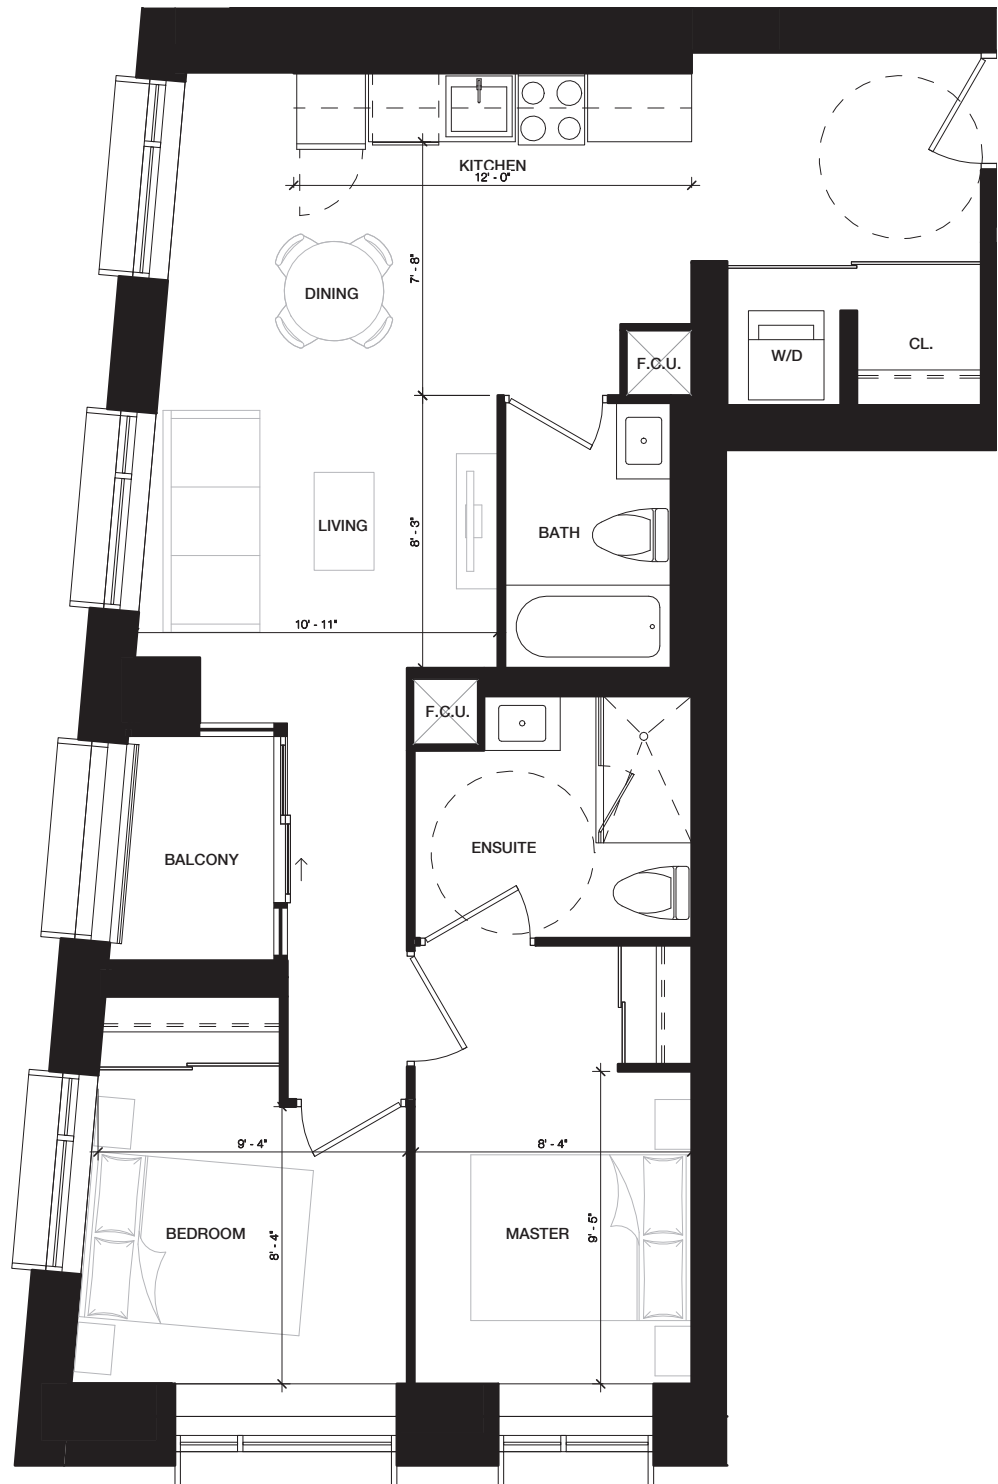 KITCHEN
12' - 0"
7' - 8"
DINING
F.C.U.
W/D
CL.
LIVING
8' - 3"
BATH
10' - 11"
F.C.U.
BALCONY
ENSUITE
9' - 4"
8' - 4"
BEDROOM
8' - 4"
MASTER
9' - 5"